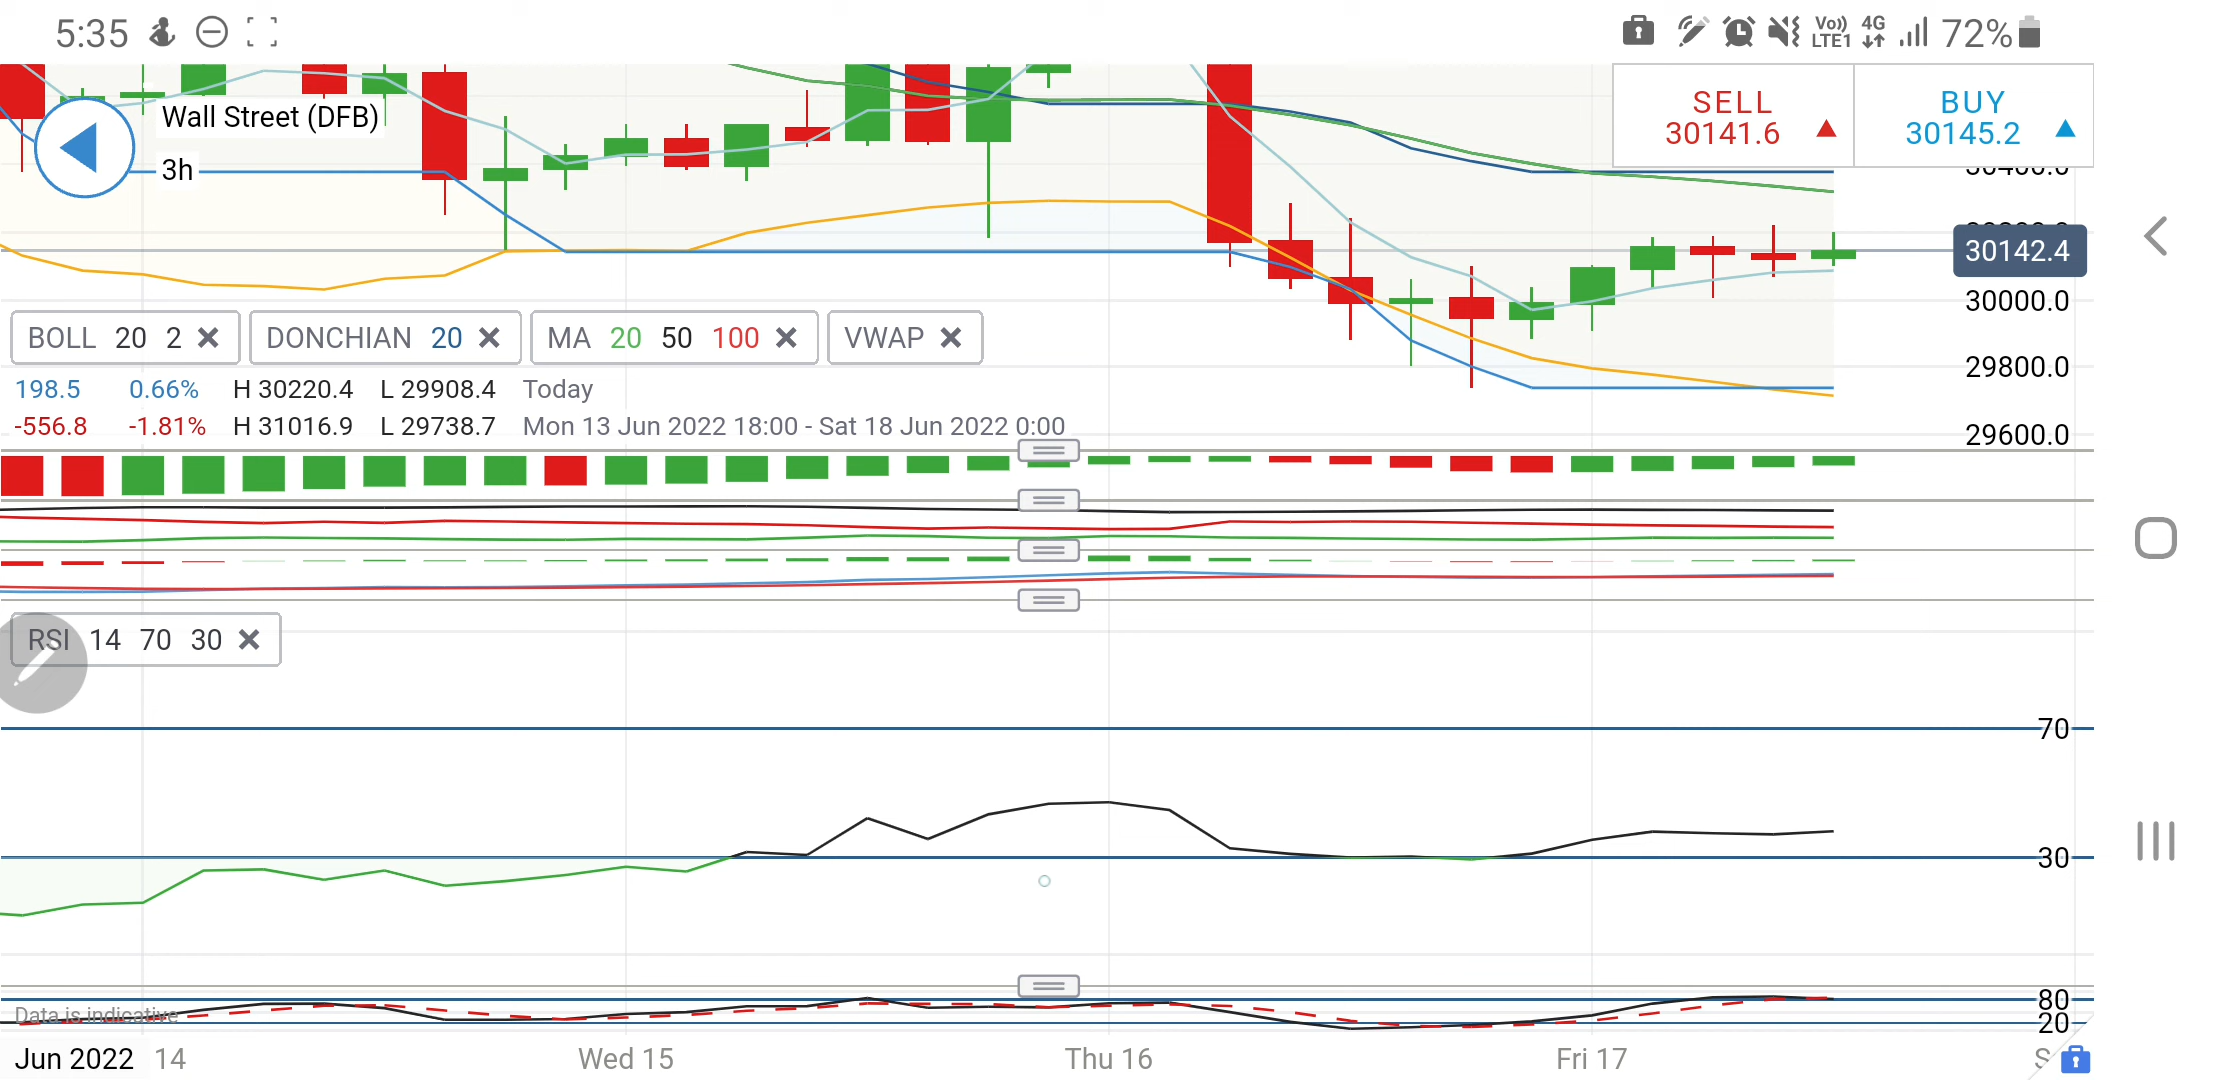 5:35 Vo)) LTE1 4G 72%
SELL 30141.6
BUY 30145.2
Wall Street (DFB)
3h
30142.4
30000.0
29800.0
29600.0
BOLL 20 2 DONCHIAN 20 MA 20 50 100 VWAP
198.5 0.66% H 30220.4 L 29908.4 Today
-556.8 -1.81% H 31016.9 L 29738.7 Mon 13 Jun 2022 18:00 - Sat 18 Jun 2022 0:00
RSI 14 70 30
70
30
80
Data is indicative
20
Jun 2022 14 Wed 15 Thu 16 Fri 17 S